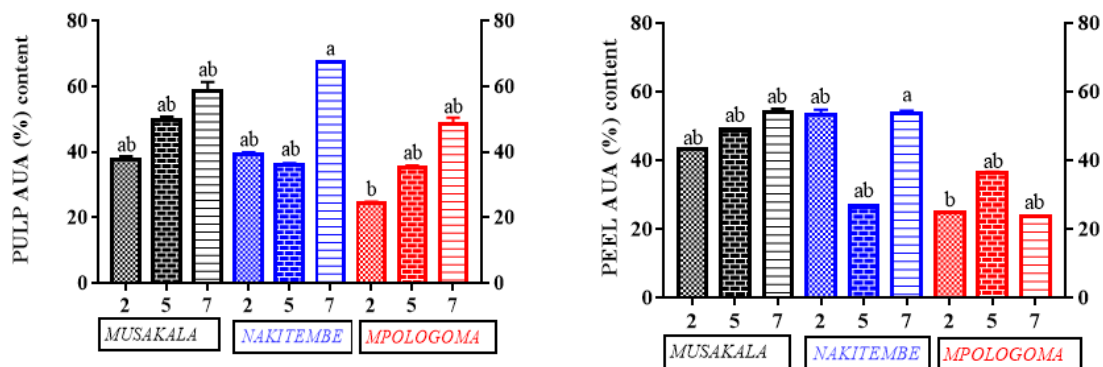 PULP AUA (%) content
80 80
60 60
40 40
20 20
0 0
ab ab ab ab ab a b ab ab
2 5 7 2 5 7 2 5 7
MUSAKALA NAKITEMBE MPOLOGOMA
PEEL AUA (%) content
80 80
60 60
40 40
20 20
0 0
ab ab ab ab ab a b ab ab
2 5 7 2 5 7 2 5 7
MUSAKALA NAKITEMBE MPOLOGOMA